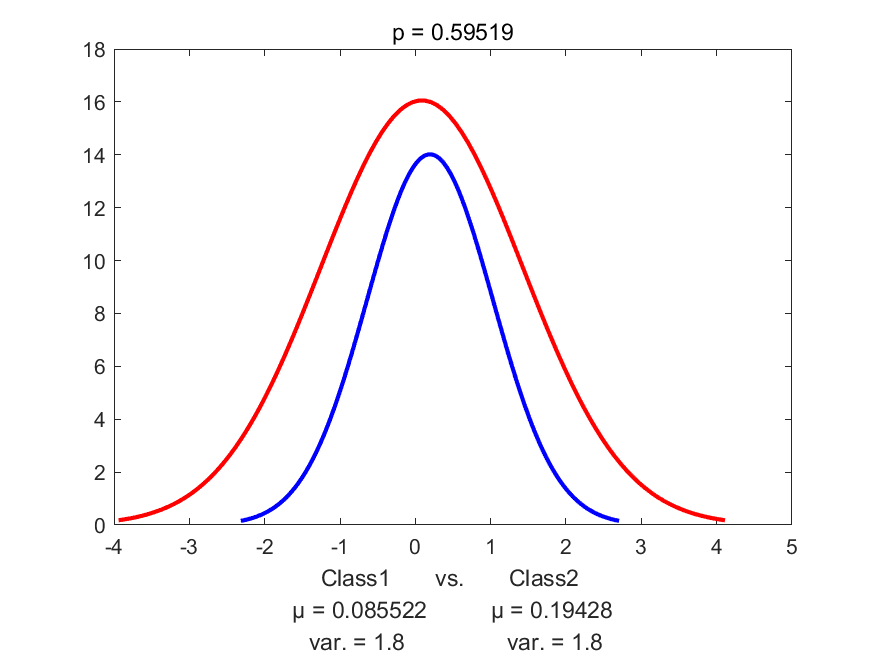 p = 0.59519
18
16
14
12
10
8
6
4
2
0
-4 -3 -2 -1 0 1 2 3 4 5
Class1 vs. Class2
μ = 0.085522 μ = 0.19428
var. = 1.8 var. = 1.8